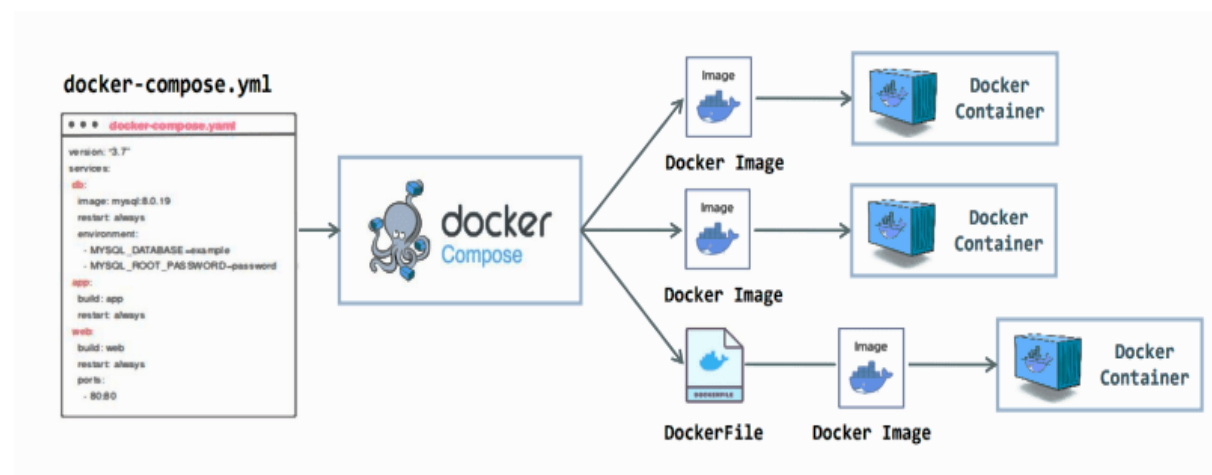 docker-compose.yml
docker-compose.yaml
version: "3.7"
services:
db:
image: mysql:8.0.19
restart: always
environment:
- MYSQL_DATABASE=example
- MYSQL_ROOT_PASSWORD=password
app:
build: app
restart: always
web:
build: web
restart: always
ports:
- 80:80
docker
Compose
Image
Docker Image
Docker
Container
Image
Docker Image
Docker
Container
DOCKERFILE
DockerFile
Image
Docker Image
Docker
Container